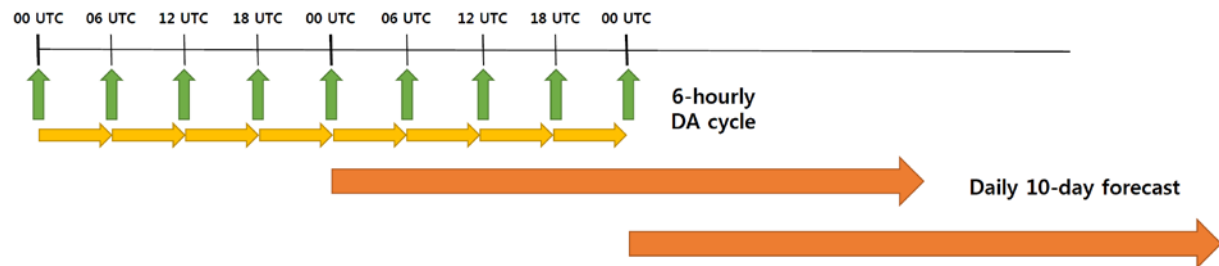 00 UTC 06 UTC 12 UTC 18 UTC 00 UTC 06 UTC 12 UTC 18 UTC 00 UTC
6-hourly
DA cycle
Daily 10-day forecast